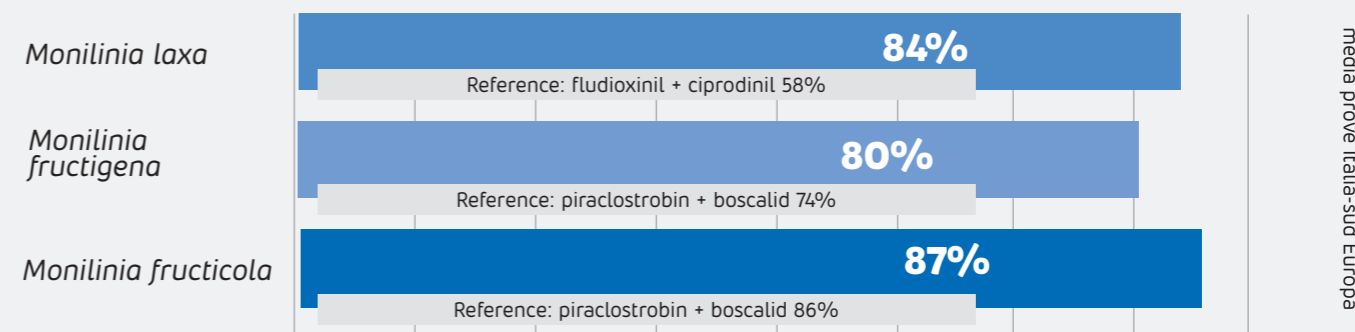 Monilinia laxa
84%
Reference: fludioxinil + ciprodinil 58%
Monilinia
fructigena
80%
Reference: piraclostrobin + boscalid 74%
Monilinia fructicola
87%
Reference: piraclostrobin + boscalid 86%
media prove Italia-sud Europa